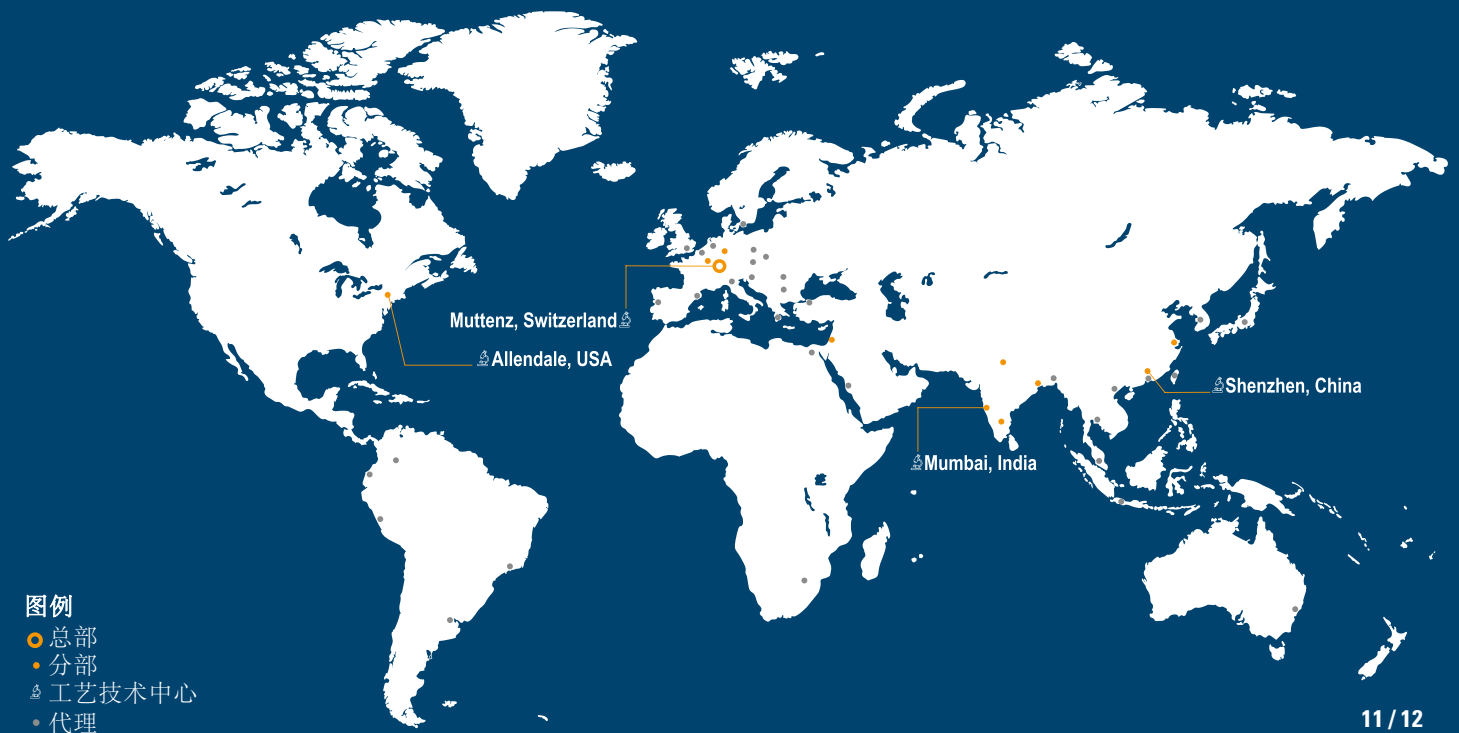 Muttenz, Switzerland
Allendale, USA
Shenzhen, China
Mumbai, India
图例
总部
分部
工艺技术中心
代理
11 / 12